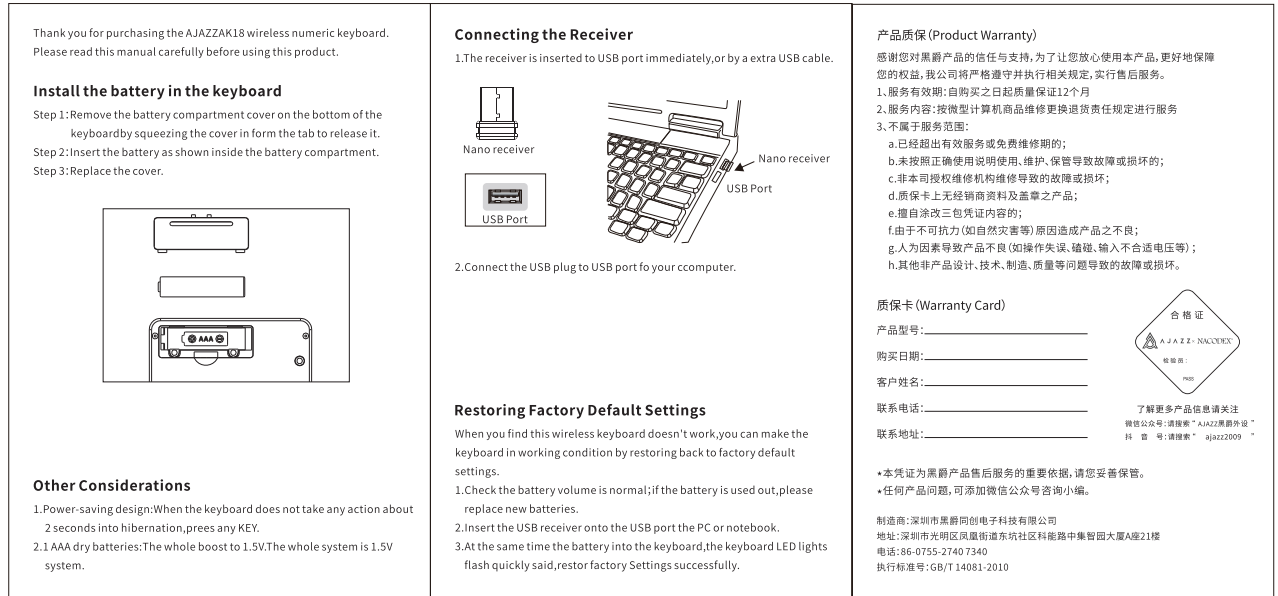 Thank you for purchasing the AJAZZAK18 wireless numeric keyboard.
Please read this manual carefully before using this product.
Install the battery in the keyboard
Step 1:Remove the battery compartment cover on the bottom of the
keyboardby squeezing the cover in form the tab to release it.
Step 2:Insert the battery as shown inside the battery compartment.
Step 3:Replace the cover.
AAA
Other Considerations
1.Power-saving design:When the keyboard does not take any action about
2 seconds into hibernation,prees any KEY.
2.1 AAA dry batteries:The whole boost to 1.5V.The whole system is 1.5V
system.
Connecting the Receiver
1.The receiver is inserted to USB port immediately,or by a extra USB cable.
Nano receiver
USB Port
Nano receiver
USB Port
2.Connect the USB plug to USB port fo your ccomputer.
Restoring Factory Default Settings
When you find this wireless keyboard doesn't work,you can make the
keyboard in working condition by restoring back to factory default
settings.
1.Check the battery volume is normal;if the battery is used out,please
replace new batteries.
2.Insert the USB receiver onto the USB port the PC or notebook.
3.At the same time the battery into the keyboard,the keyboard LED lights
flash quickly said,restor factory Settings successfully.
产品质保(Product Warranty)
感谢您对黑爵产品的信任与支持,为了让您放心使用本产品,更好地保障
您的权益,我公司将严格遵守并执行相关规定,实行售后服务。
1、服务有效期:自购买之日起质量保证12个月
2、服务内容:按微型计算机商品维修更换退货责任规定进行服务
3、不属于服务范围:
a.已经超出有效服务或免费维修期的;
b.未按照正确使用说明使用、维护、保管导致故障或损坏的;
c.非本司授权维修机构维修导致的故障或损坏;
d.质保卡上无经销商资料及盖章之产品;
e.擅自涂改三包凭证内容的;
f.由于不可抗力(如自然灾害等)原因造成产品之不良;
g.人为因素导致产品不良(如操作失误、磕碰、输入不合适电压等);
h.其他非产品设计、技术、制造、质量等问题导致的故障或损坏。
质保卡(Warranty Card)
产品型号:
购买日期:
客户姓名:
联系电话:
联系地址:
合格证
AJAZZ×NACODEX
检验员:
PASS
了解更多产品信息请关注
微信公众号:请搜索“AJAZZ黑爵外设”
抖 音 号:请搜索“ ajazz2009 ”
*本凭证为黑爵产品售后服务的重要依据,请您妥善保管。
*任何产品问题,可添加微信公众号咨询小编。
制造商:深圳市黑爵同创电子科技有限公司
地址:深圳市光明区凤凰街道东坑社区科能路中集智园大厦A座21楼
电话:86-0755-2740 7340
执行标准号:GB/T 14081-2010